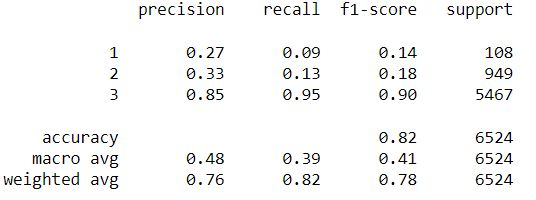 precision recall f1-score support
1 0.27 0.09 0.14 108
2 0.33 0.13 0.18 949
3 0.85 0.95 0.90 5467
accuracy 0.82 6524
macro avg 0.48 0.39 0.41 6524
weighted avg 0.76 0.82 0.78 6524